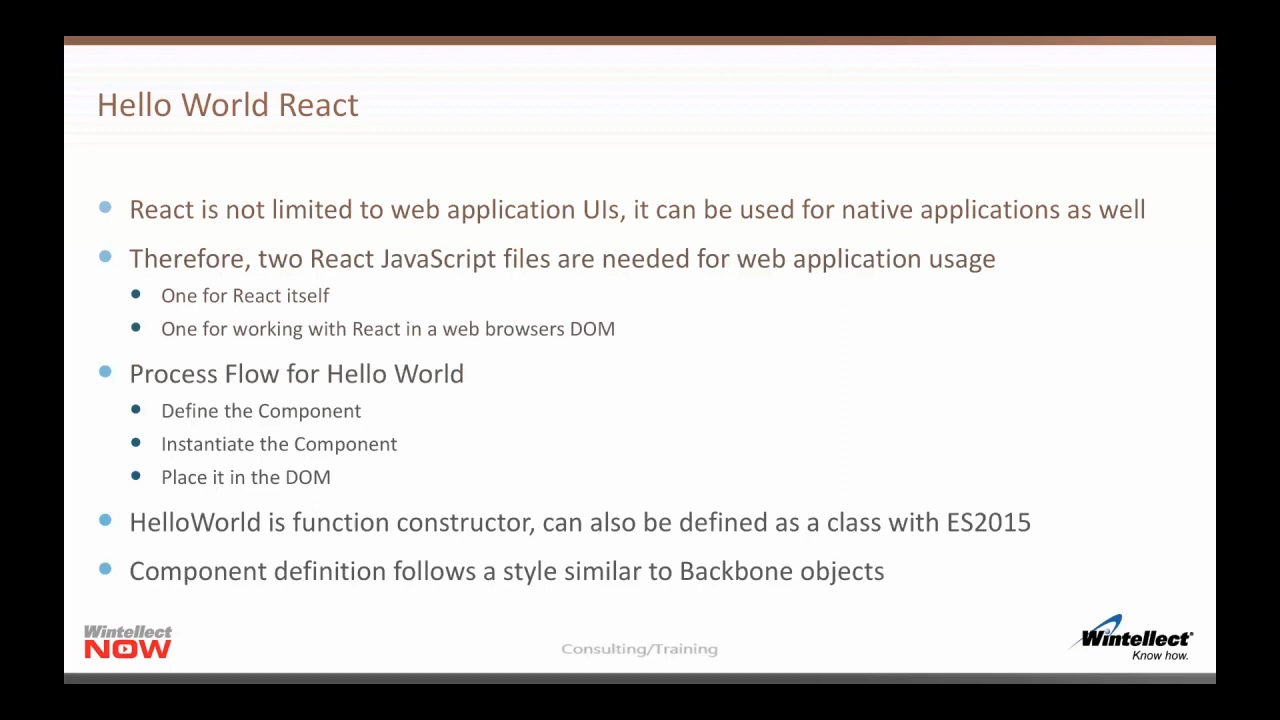 Hello World React
React is not limited to web application UIs, it can be used for native applications as well
Therefore, two React JavaScript files are needed for web application usage
One for React itself
One for working with React in a web browsers DOM
Process Flow for Hello World
Define the Component
Instantiate the Component
Place it in the DOM
HelloWorld is function constructor, can also be defined as a class with ES2015
Component definition follows a style similar to Backbone objects
Wintellect
NOW
Consulting/Training
Wintellect
Know how.